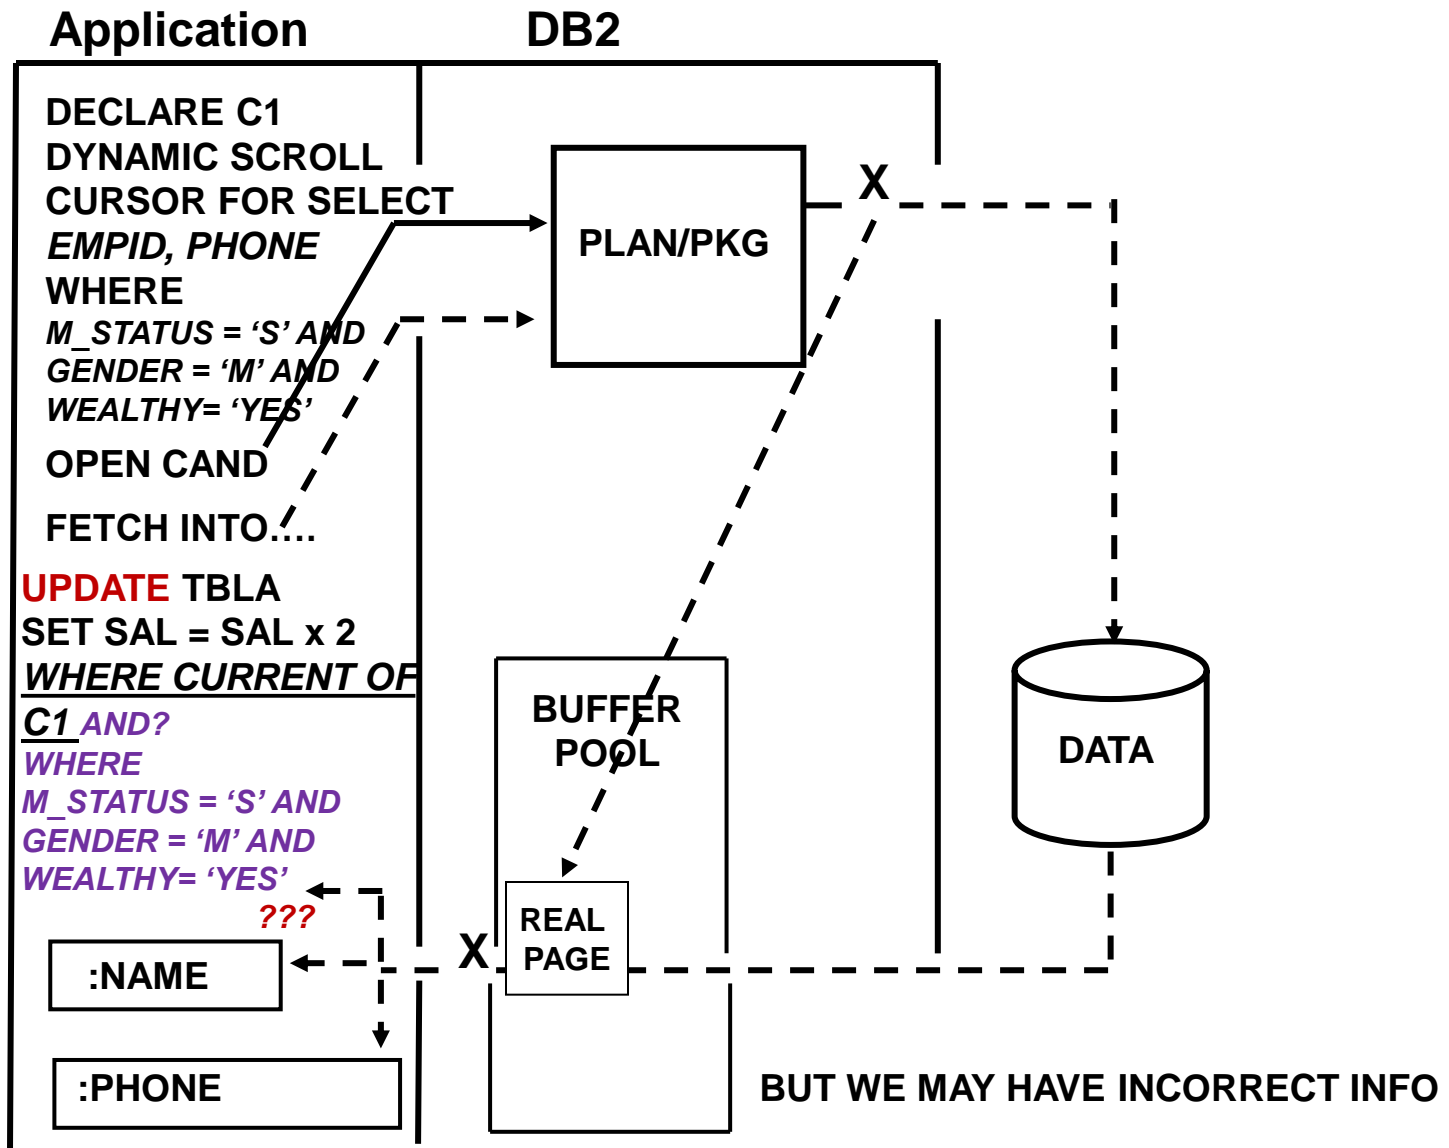 Application
DB2
DECLARE C1
DYNAMIC SCROLL
CURSOR FOR SELECT
EMPID, PHONE
WHERE
M_STATUS = ‘S’ AND
GENDER = ‘M’ AND
WEALTHY= ‘YES’
OPEN CAND
FETCH INTO….
UPDATE TBLA
SET SAL = SAL x 2
WHERE CURRENT OF
C1 AND?
WHERE
M_STATUS = ‘S’ AND
GENDER = ‘M’ AND
WEALTHY= ‘YES’
???
:NAME
:PHONE
PLAN/PKG
X
BUFFER
POOL
REAL
PAGE
X
DATA
BUT WE MAY HAVE INCORRECT INFO